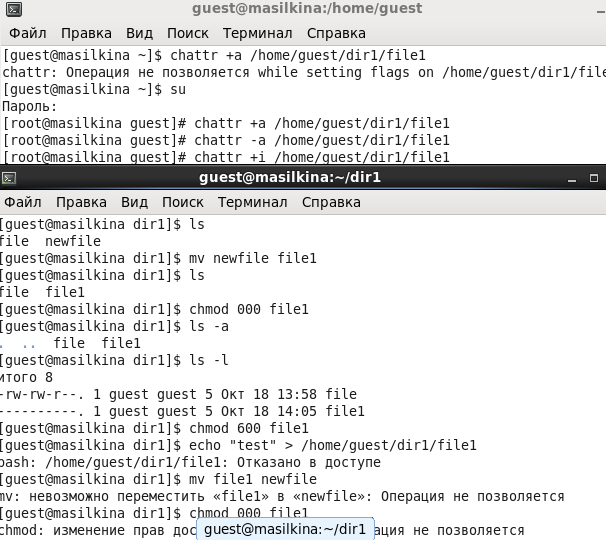 guest@masilkina:/home/guest
Файл Правка Вид Поиск Терминал Справка
[guest@masilkina ~]$ chattr +a /home/guest/dir1/file1
chattr: Операция не позволяется while setting flags on /home/guest/dir1/file
[guest@masilkina ~]$ su
Пароль:
[root@masilkina guest]# chattr +a /home/guest/dir1/file1
[root@masilkina guest]# chattr -a /home/guest/dir1/file1
[root@masilkina guest]# chattr +i /home/guest/dir1/file1
guest@masilkina:~/dir1
Файл Правка Вид Поиск Терминал Справка
[guest@masilkina dir1]$ ls
file newfile
[guest@masilkina dir1]$ mv newfile file1
[guest@masilkina dir1]$ ls
file file1
[guest@masilkina dir1]$ chmod 000 file1
[guest@masilkina dir1]$ ls -a
. .. file file1
[guest@masilkina dir1]$ ls -l
итого 8
-rw-rw-r--. 1 guest guest 5 Окт 18 13:58 file
----------. 1 guest guest 5 Окт 18 14:05 file1
[guest@masilkina dir1]$ chmod 600 file1
[guest@masilkina dir1]$ echo "test" > /home/guest/dir1/file1
bash: /home/guest/dir1/file1: Отказано в доступе
[guest@masilkina dir1]$ mv file1 newfile
mv: невозможно переместить «file1» в «newfile»: Операция не позволяется
[guest@masilkina dir1]$ chmod 000 file1
chmod: изменение прав дос ация не позволяется
guest@masilkina:~/dir1